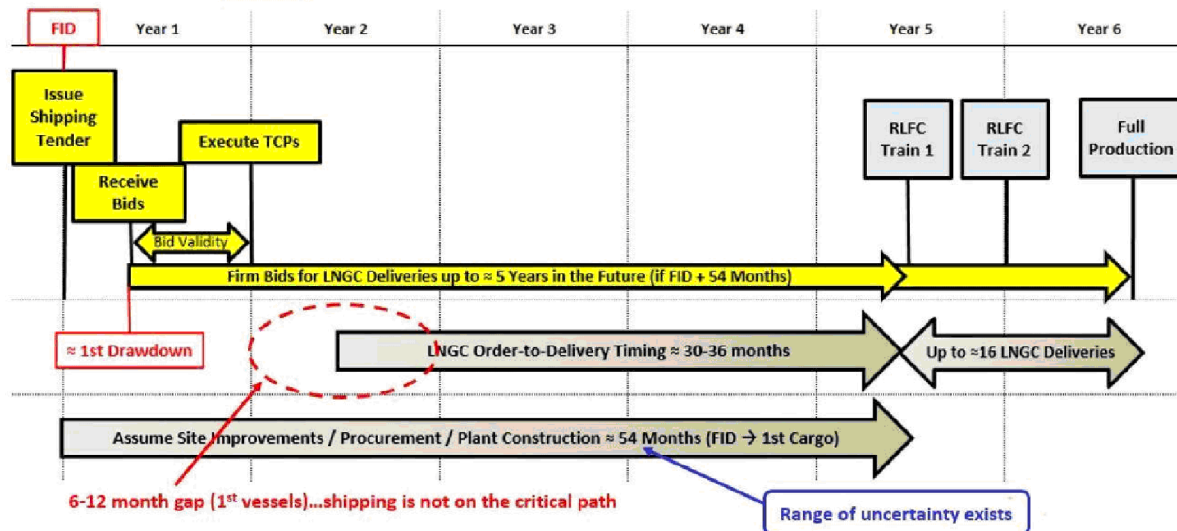 FID
Year 1
Year 2
Year 3
Year 4
Year 5
Year 6
Issue
Shipping
Tender
Receive
Bids
Execute TCPs
RLFC
Train 1
RLFC
Train 2
Full
Production
Bid Validity
Firm Bids for LNGC Deliveries up to ≈ 5 Years in the Future (if FID + 54 Months)
≈ 1st Drawdown
LNGC Order-to-Delivery Timing ≈ 30-36 months
Up to ≈16 LNGC Deliveries
Assume Site Improvements / Procurement / Plant Construction ≈ 54 Months (FID → 1st Cargo)
6-12 month gap (1st vessels)...shipping is not on the critical path
Range of uncertainty exists